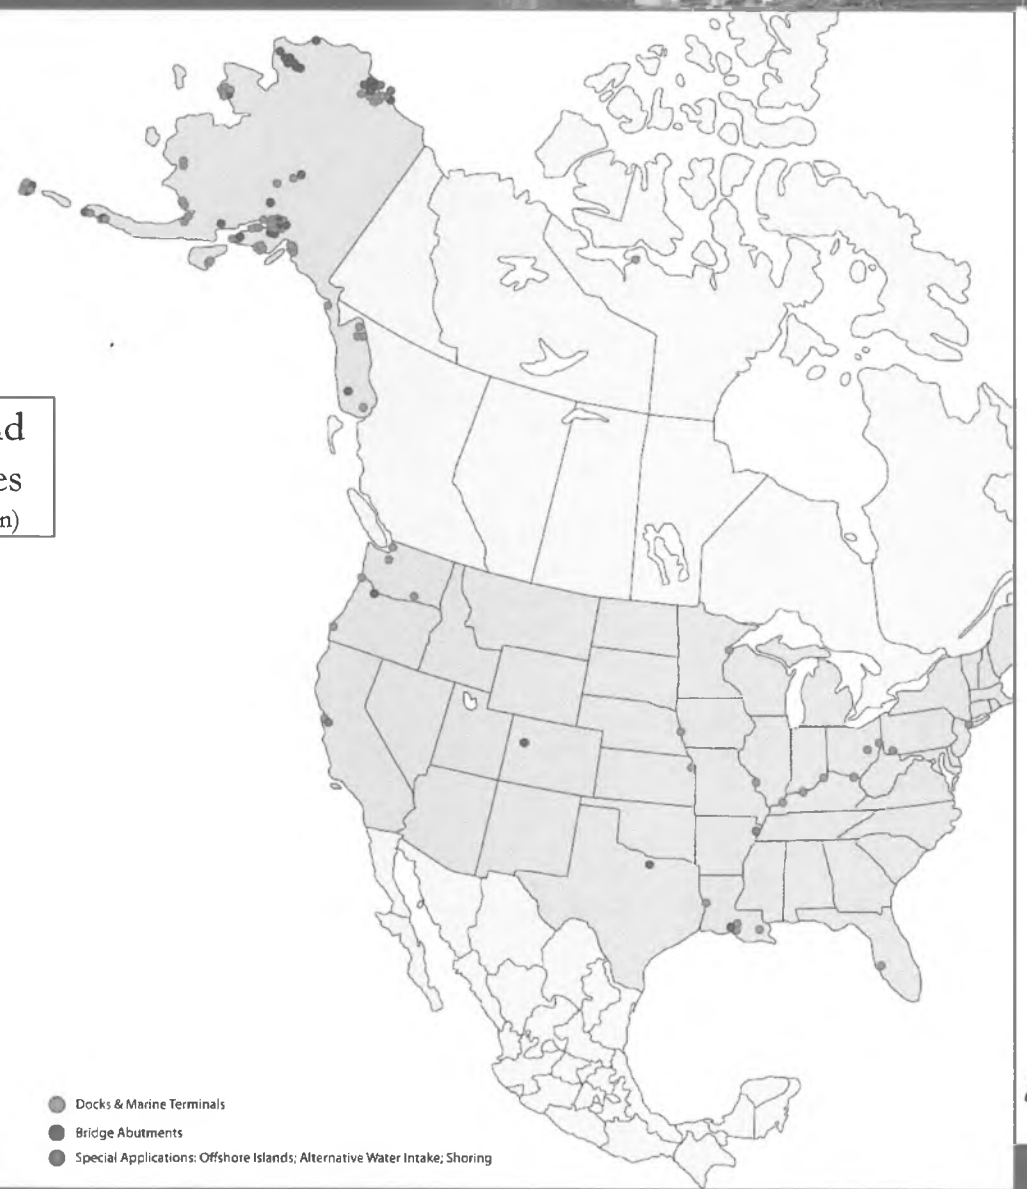 Docks & Marine Terminals
Bridge Abutments
Special Applications: Offshore Islands; Alternative Water Intake; Shoring